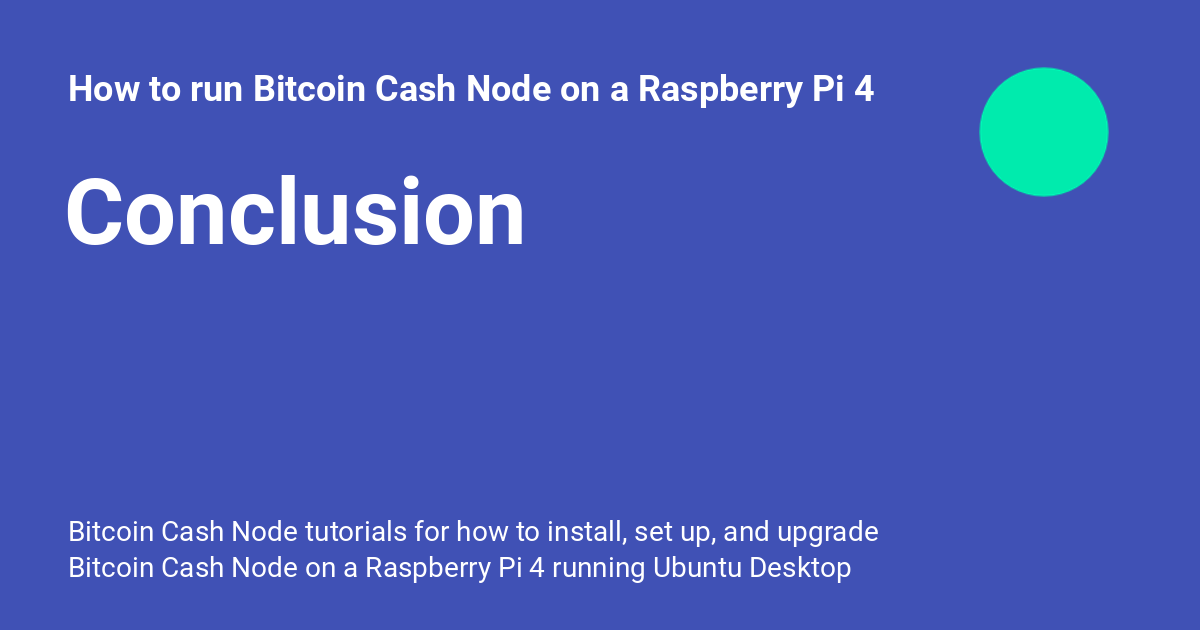 How to run Bitcoin Cash Node on a Raspberry Pi 4
Conclusion
Bitcoin Cash Node tutorials for how to install, set up, and upgrade
Bitcoin Cash Node on a Raspberry Pi 4 running Ubuntu Desktop